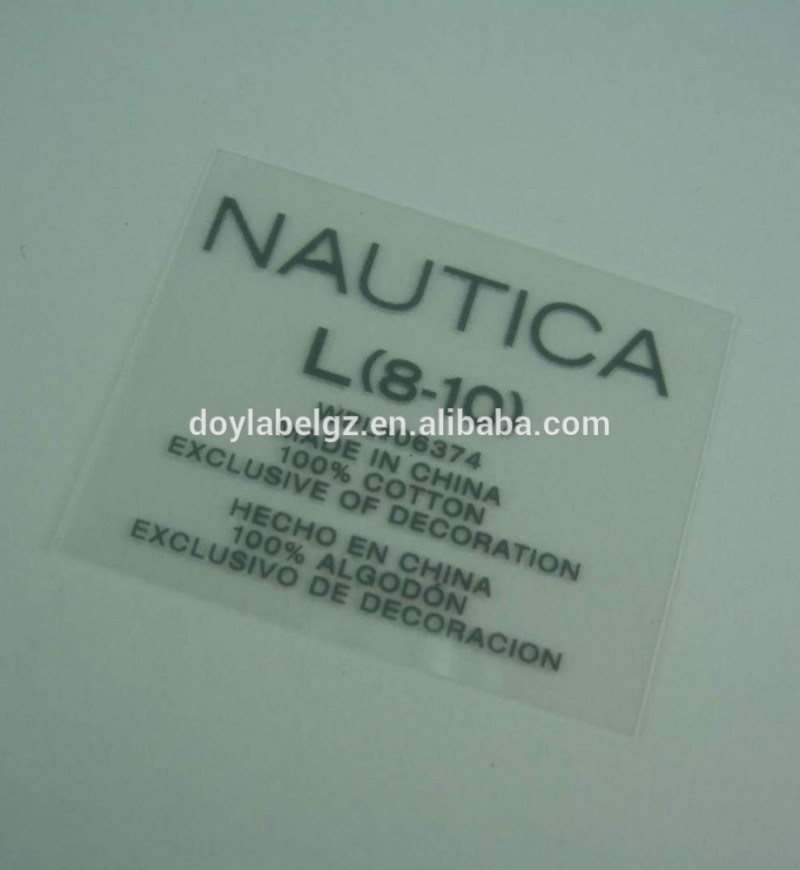 NAUTICA
L(8-10)
doylabelgz.en.alibaba.com
MADE IN CHINA
100% COTTON
EXCLUSIVE OF DECORATION
HECHO EN CHINA
100% ALGODÓN
EXCLUSIVO DE DECORACION